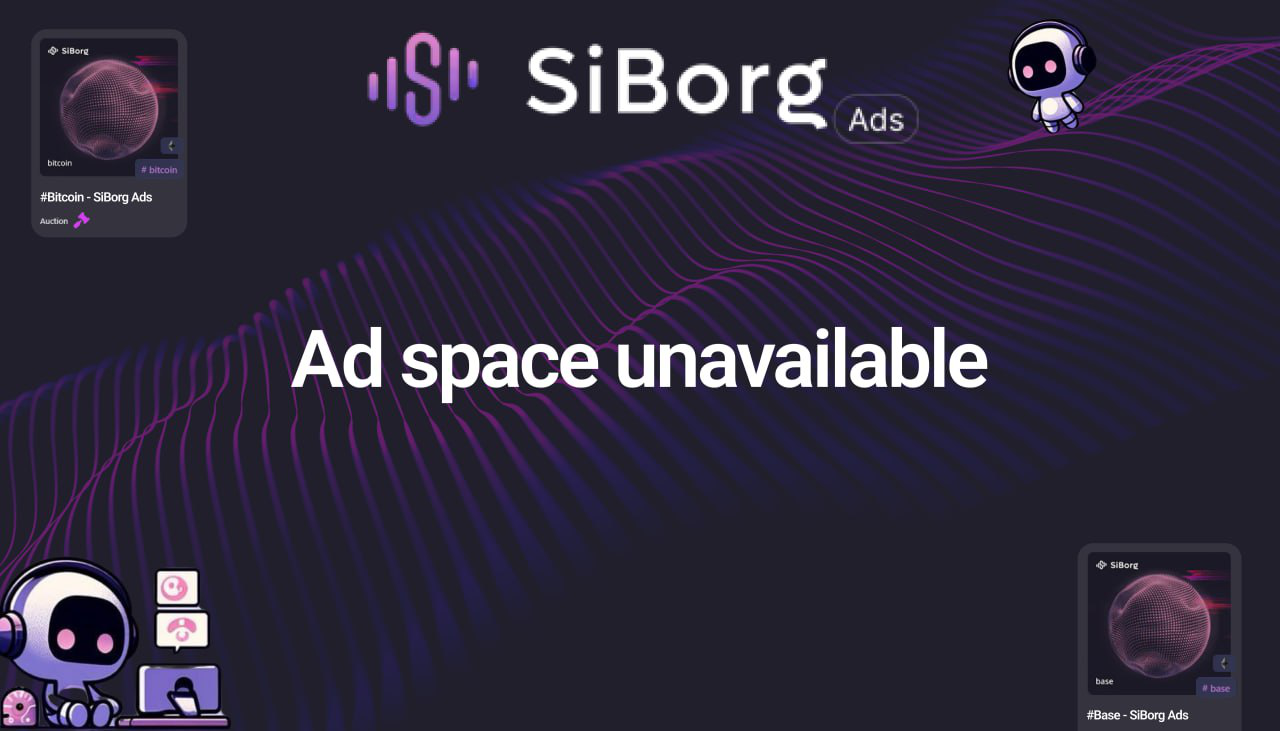 SiBorg
bitcoin
# bitcoin
#Bitcoin - SiBorg Ads
Auction
SiBorg
Ads
Ad space unavailable
SiBorg
base
# base
#Base - SiBorg Ads